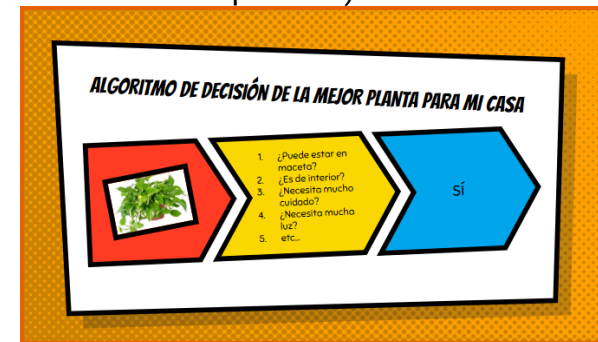 ALGORITMO DE DECISIÓN DE LA MEJOR PLANTA PARA MI CASA
1. ¿Puede estar en
maceta?
2. ¿Es de interior?
3. ¿Necesita mucho
cuidado?
4. ¿Necesita mucha
luz?
5. etc...
SÍ